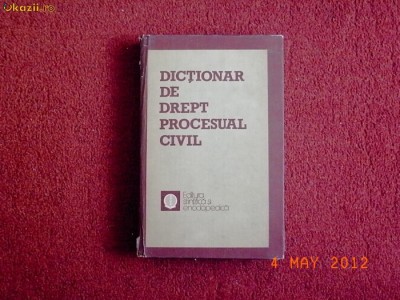 Okazii.ro
DICȚIONAR
DE
DREPT
PROCESUAL
CIVIL
Editura
științifică și
enciclopedică
4 MAY 2012